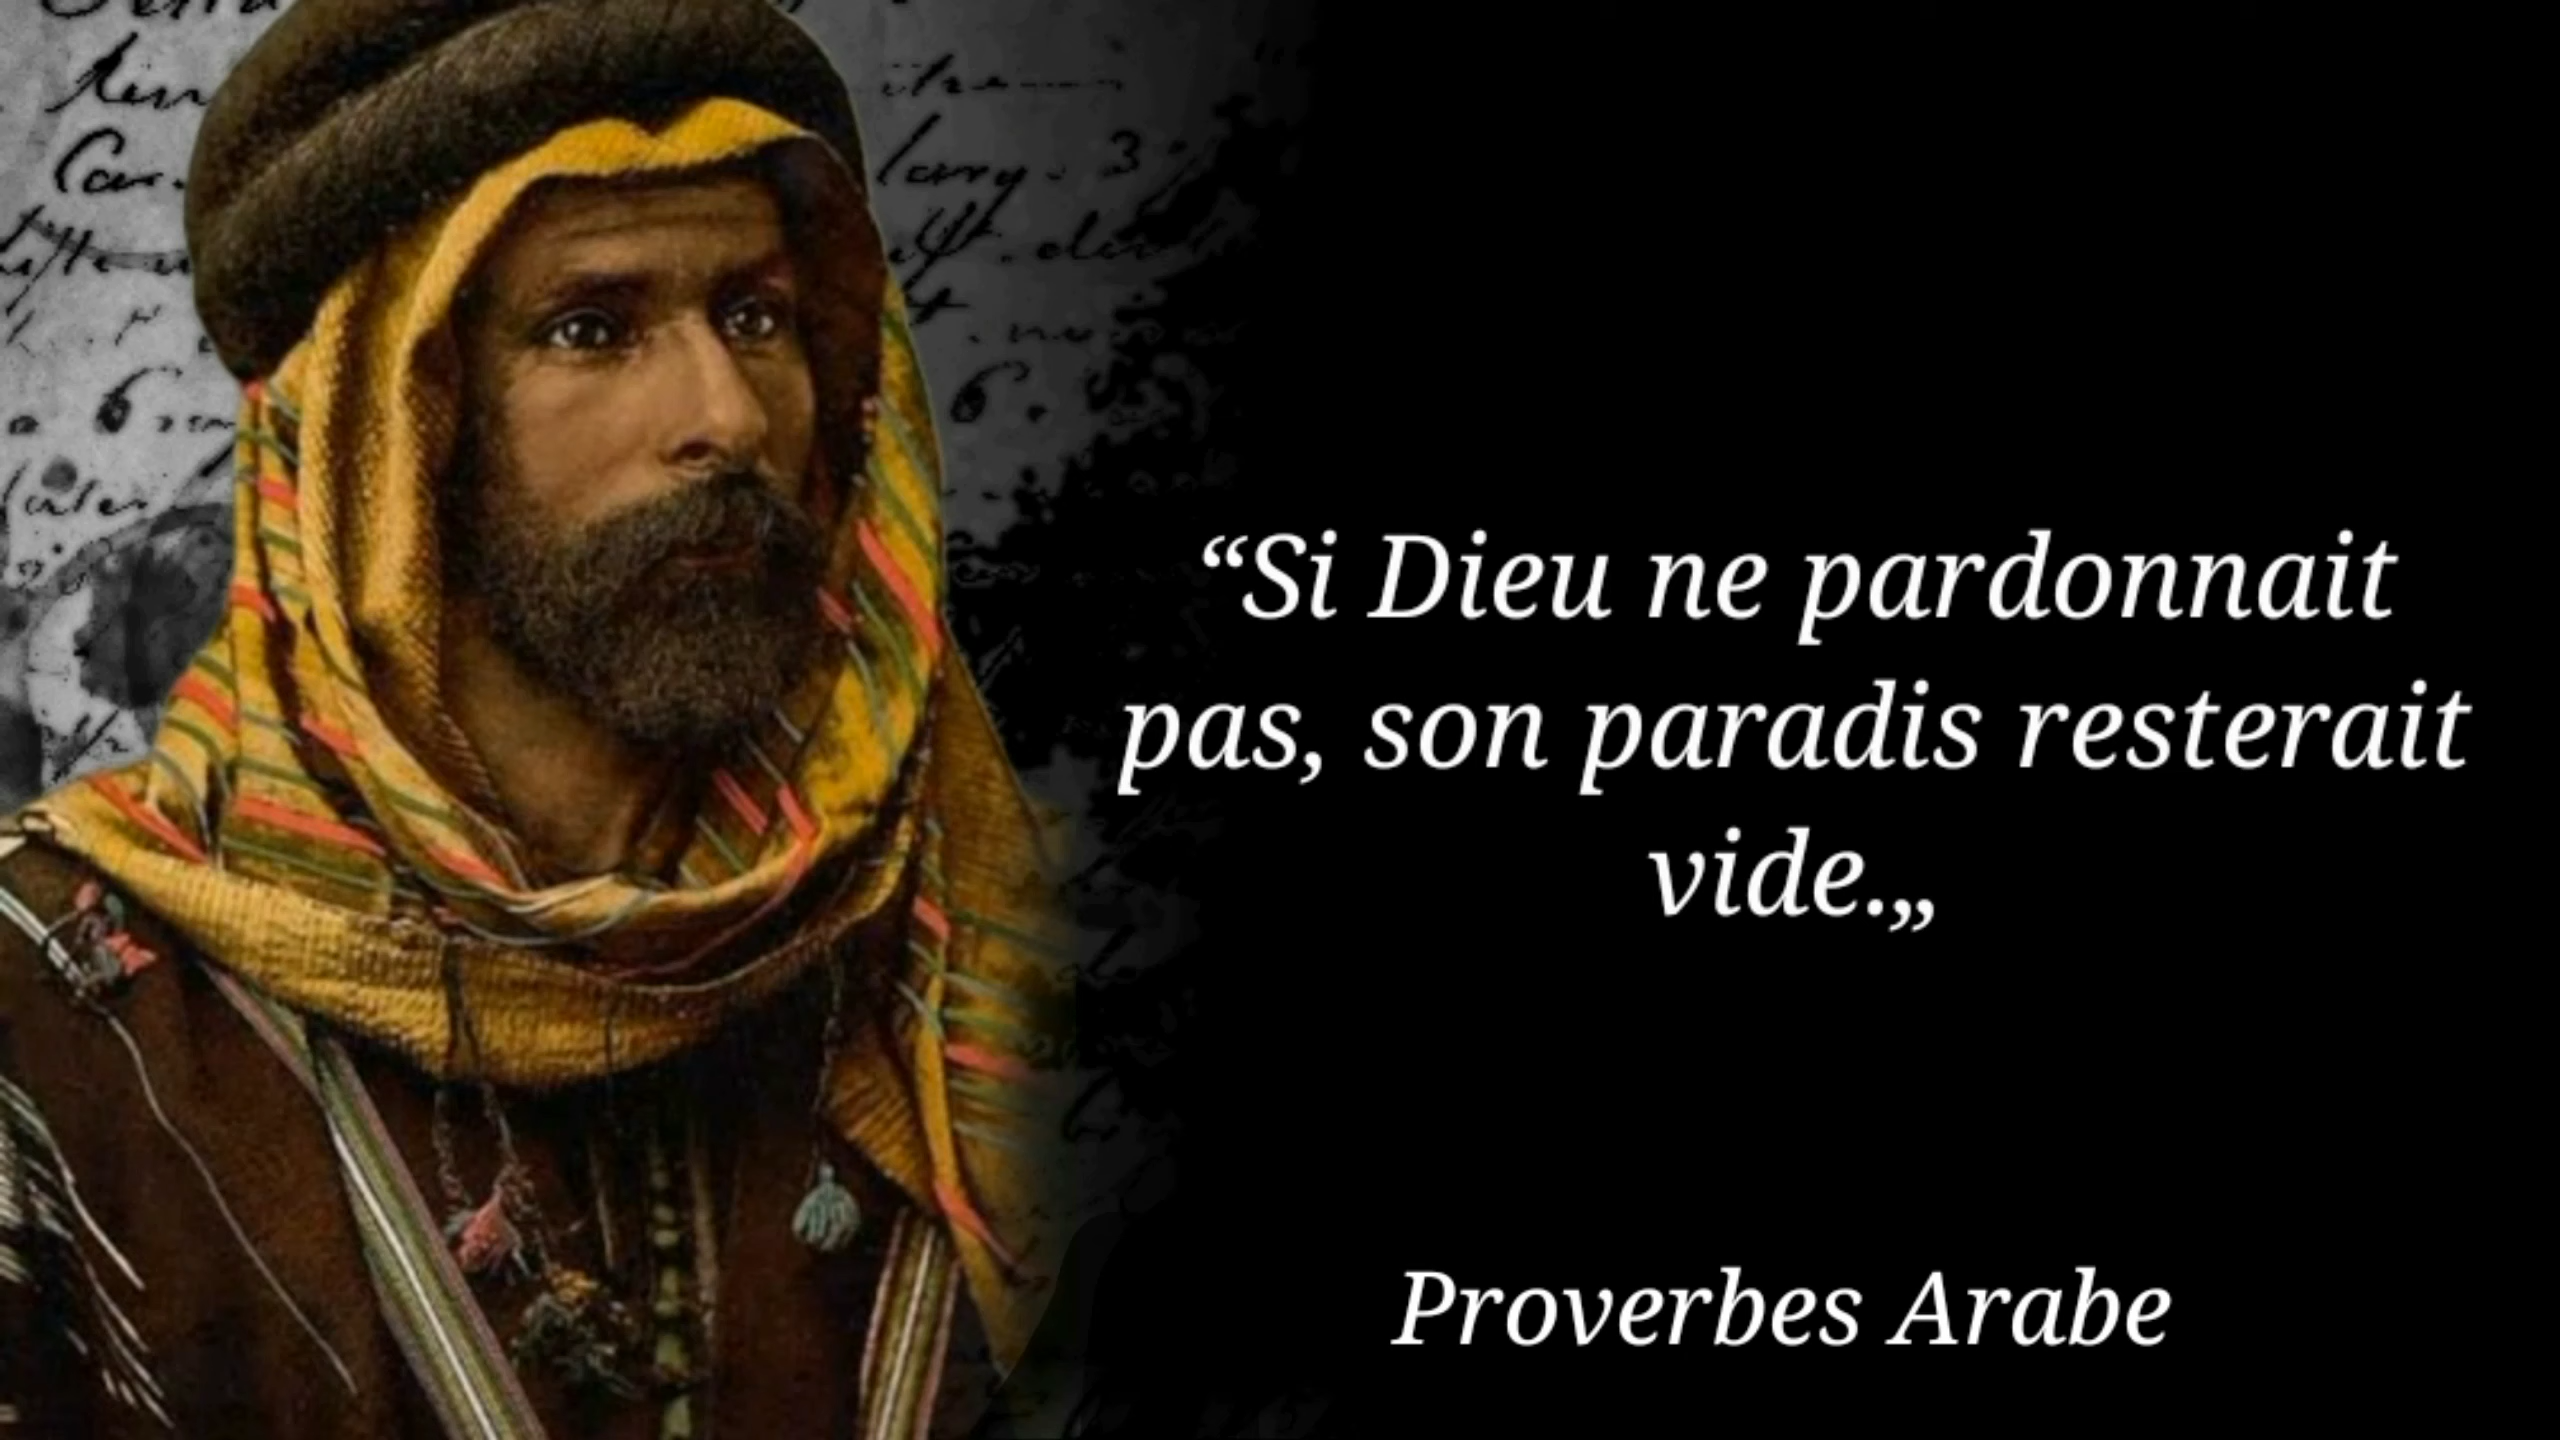 “Si Dieu ne pardonnait
pas, son paradis resterait
vide.„
Proverbes Arabe